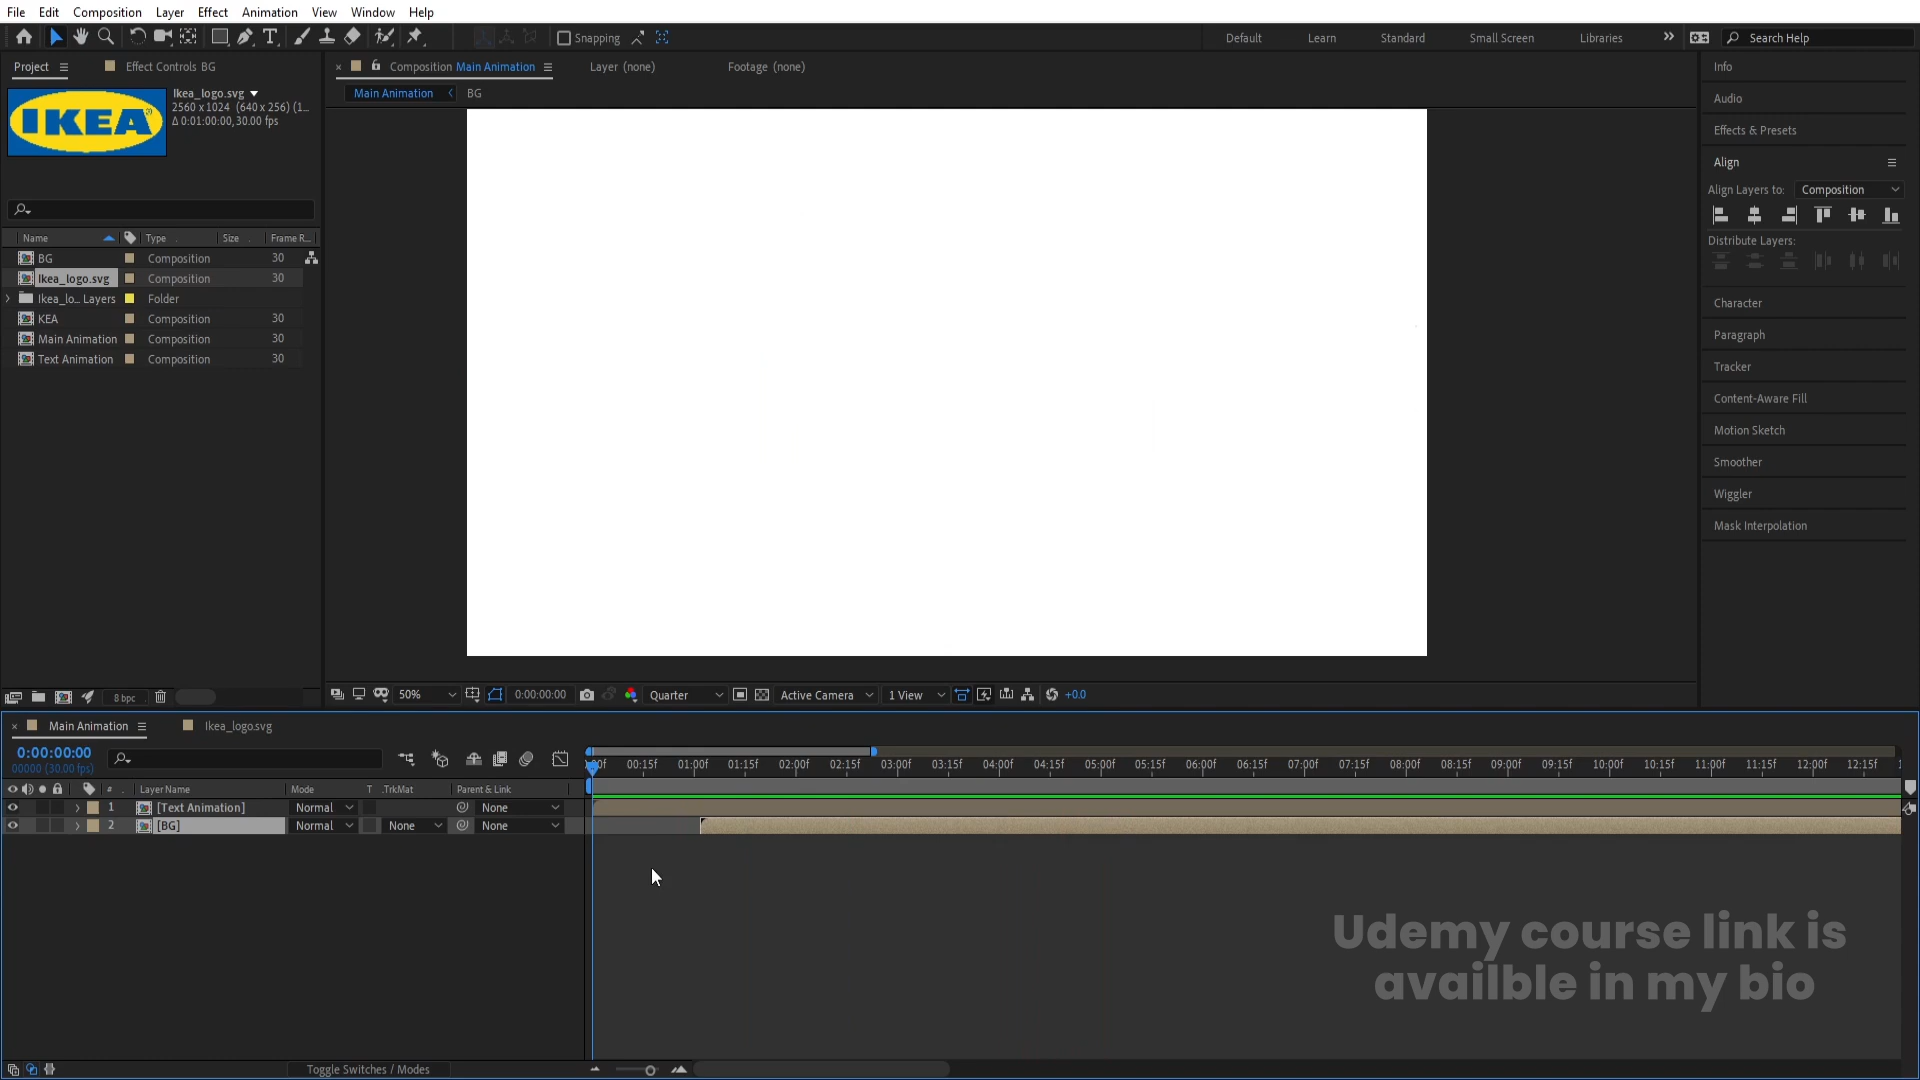 File Edit Composition Layer Effect Animation View Window Help
Snapping
Default Learn Standard Small Screen Libraries Search Help
Project Effect Controls BG
Composition Main Animation Layer (none) Footage (none)
Main Animation BG
Ikea_logo.svg
2560 x 1024 (640 x 256) (1...
Δ 0:01:00:00, 30.00 fps
IKEA
Name Type Size Frame R...
BG Composition 30
Ikea_logo.svg Composition 30
Ikea_lo... Layers Folder
KEA Composition 30
Main Animation Composition 30
Text Animation Composition 30
8 bpc
50% 0:00:00:00 Quarter Active Camera 1 View +0.0
Info
Audio
Effects & Presets
Align
Align Layers to: Composition
Distribute Layers:
Character
Paragraph
Tracker
Content-Aware Fill
Motion Sketch
Smoother
Wiggler
Mask Interpolation
Main Animation Ikea_logo.svg
0:00:00:00
00000 (30.00 fps)
00f 00:15f 01:00f 01:15f 02:00f 02:15f 03:00f 03:15f 04:00f 04:15f 05:00f 05:15f 06:00f 06:15f 07:00f 07:15f 08:00f 08:15f 09:00f 09:15f 10:00f 10:15f 11:00f 11:15f 12:00f 12:15f
# Layer Name Mode T .TrkMat Parent & Link
1 [Text Animation] Normal None
2 [BG] Normal None None
Udemy course link is
availble in my bio
Toggle Switches / Modes